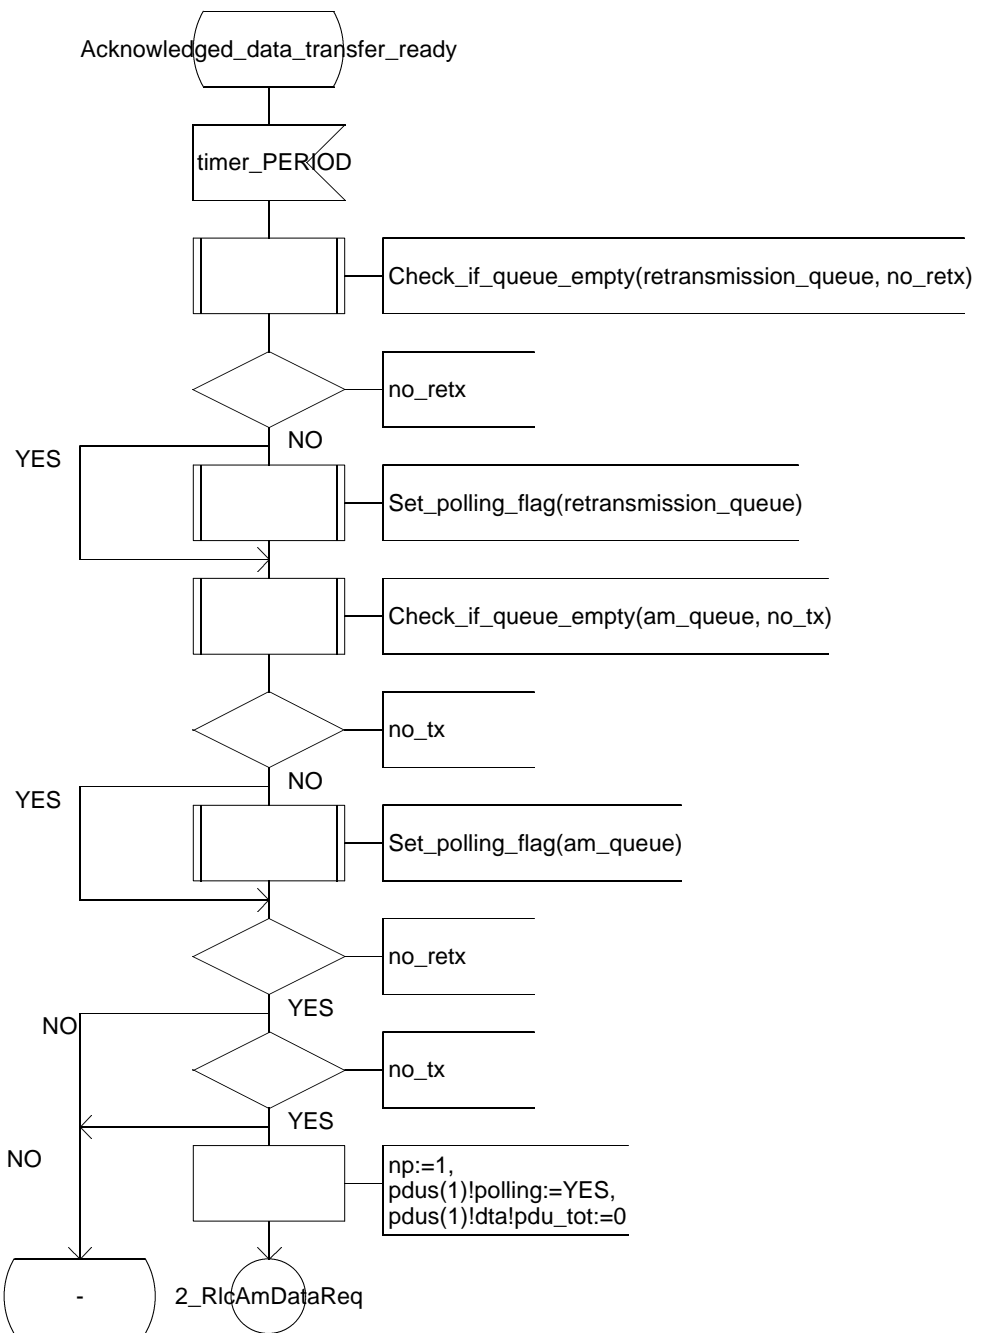 Acknowledged_data_transfer_ready
timer_PERIOD
Check_if_queue_empty(retransmission_queue, no_retx)
no_retx
NO
YES
Set_polling_flag(retransmission_queue)
Check_if_queue_empty(am_queue, no_tx)
no_tx
NO
YES
Set_polling_flag(am_queue)
no_retx
YES
NO
no_tx
YES
NO
np:=1,
pdus(1)!polling:=YES,
pdus(1)!dta!pdu_tot:=0
-
2_RlcAmDataReq